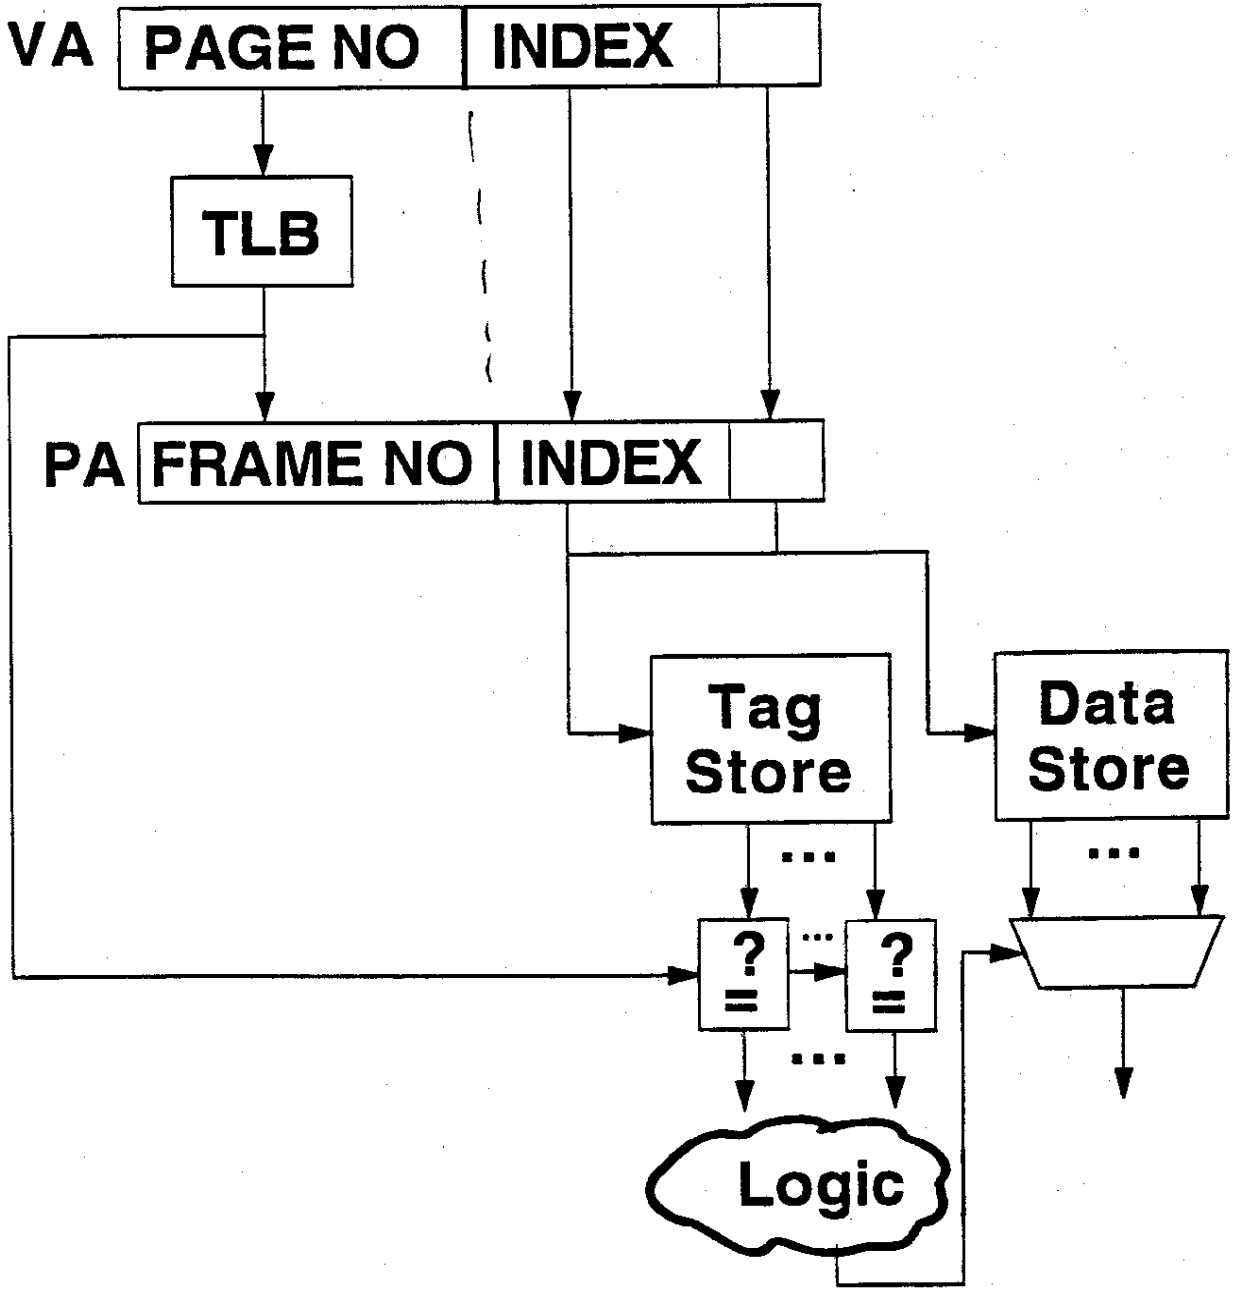 VA PAGE NO INDEX
TLB
PA FRAME NO INDEX
Tag Data
Store Store
... ...
? ... ?
= =
...
Logic